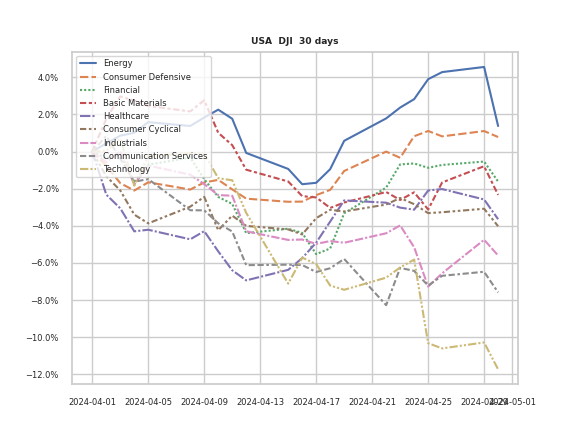 USA DJI 30 days
Energy
Consumer Defensive
Financial
Basic Materials
Healthcare
Consumer Cyclical
Industrials
Communication Services
Technology
4.0%
2.0%
0.0%
−2.0%
−4.0%
−6.0%
−8.0%
−10.0%
−12.0%
2024-04-01 2024-04-05 2024-04-09 2024-04-13 2024-04-17 2024-04-21 2024-04-25 2024-04-29 2024-05-01